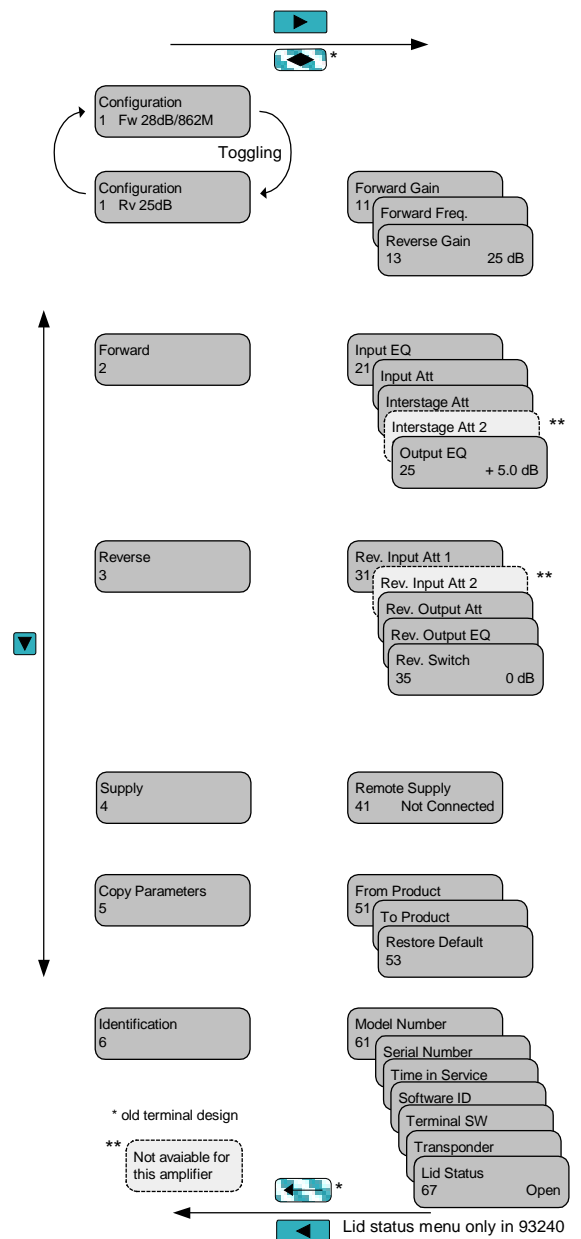 *
Configuration
1 Fw 28dB/862M
Toggling
Configuration
1 Rv 25dB
Forward Gain
11
Forward Freq.
Reverse Gain
13 25 dB
Forward
2
Input EQ
21
Input Att
Interstage Att
Interstage Att 2
**
Output EQ
25 + 5.0 dB
Reverse
3
Rev. Input Att 1
31
Rev. Input Att 2
**
Rev. Output Att
Rev. Output EQ
Rev. Switch
35 0 dB
Supply
4
Remote Supply
41 Not Connected
Copy Parameters
5
From Product
51
To Product
Restore Default
53
Identification
6
Model Number
61
Serial Number
Time in Service
Software ID
Terminal SW
Transponder
Lid Status
67 Open
* old terminal design
**
Not avaiable for
this amplifier
*
Lid status menu only in 93240